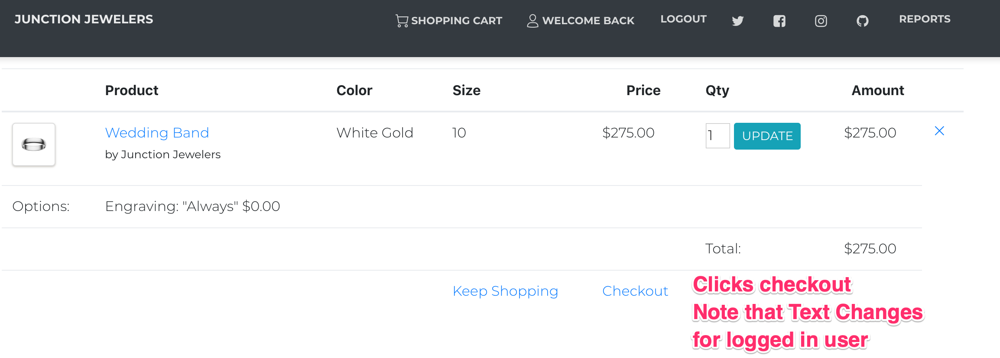 JUNCTION JEWELERS
SHOPPING CART WELCOME BACK LOGOUT REPORTS
Product Color Size Price Qty Amount
Wedding Band White Gold 10 $275.00 1 UPDATE $275.00
by Junction Jewelers
Options: Engraving: "Always" $0.00
Total: $275.00
Keep Shopping Checkout
Clicks checkout
Note that Text Changes
for logged in user